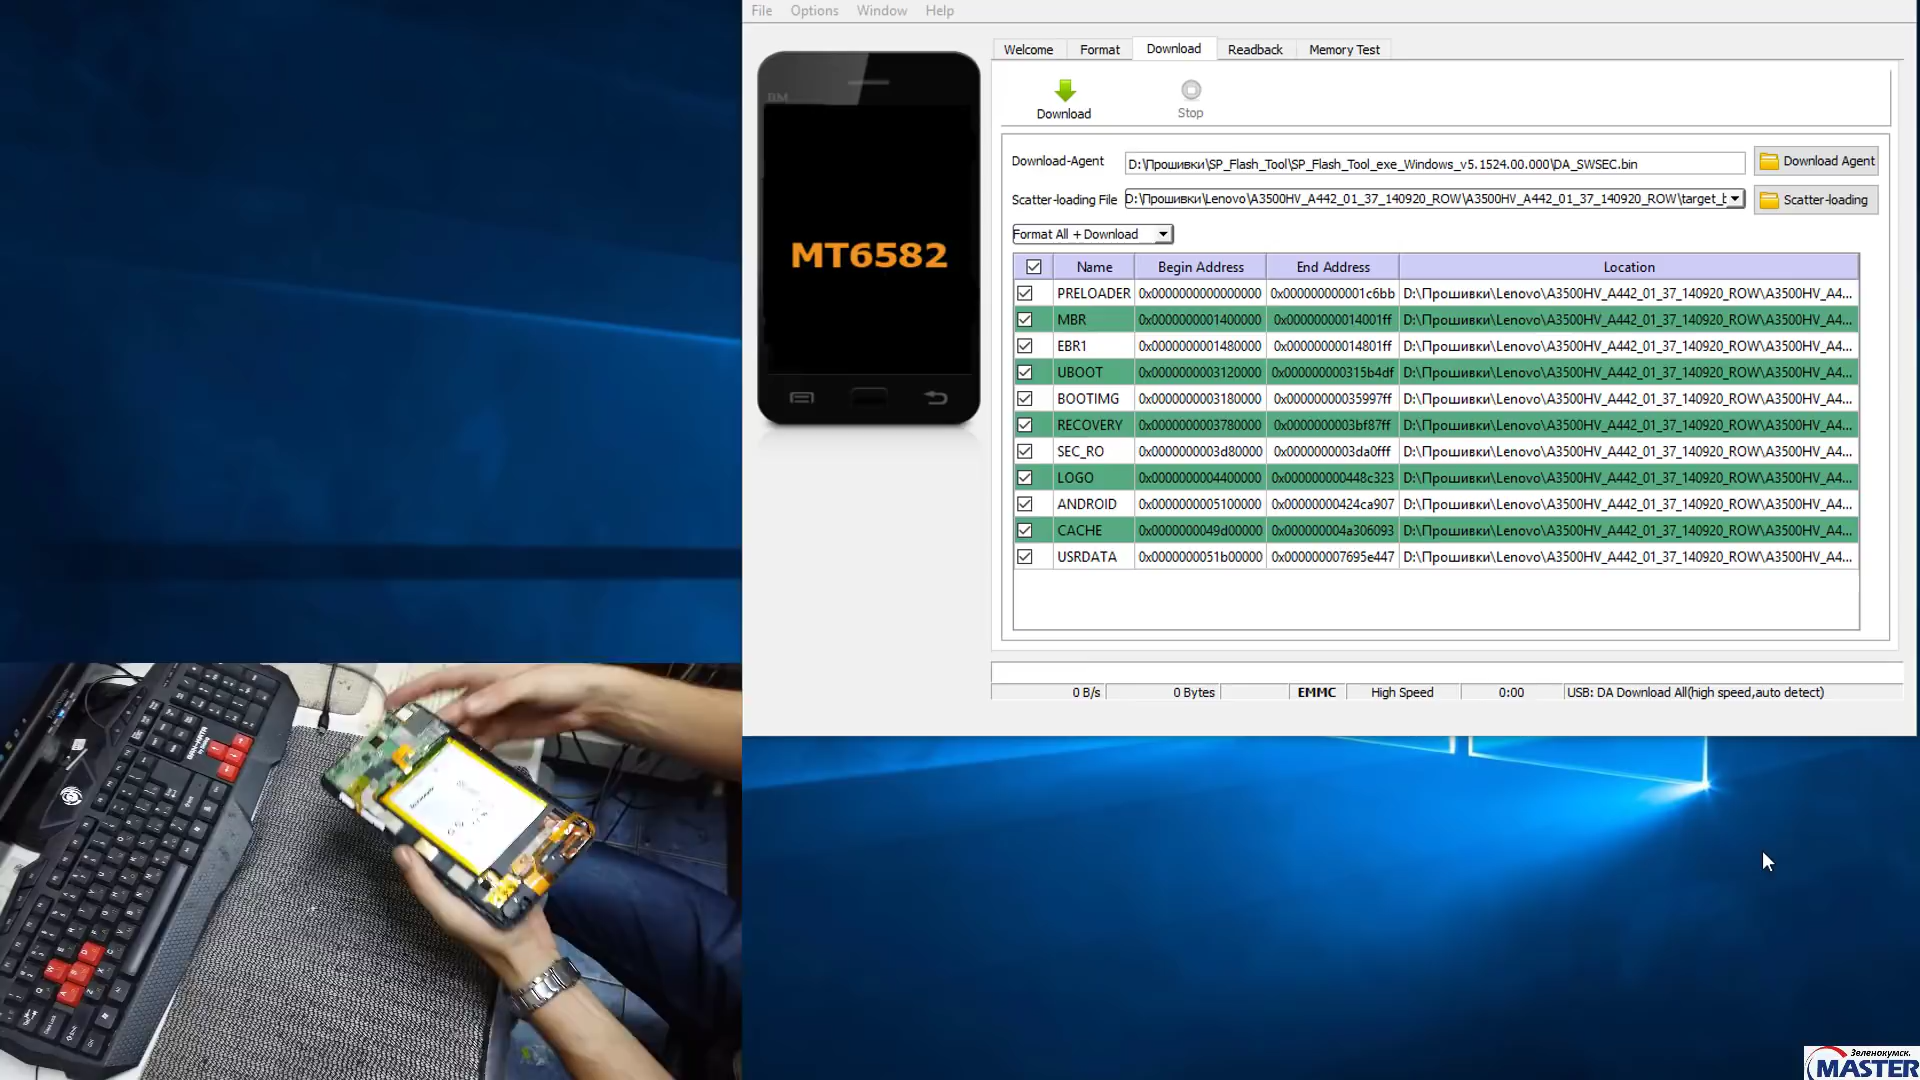 File Options Window Help
Welcome Format Download Readback Memory Test
BM
MT6582
Download Stop
Download-Agent D:\Прошивки\SP_Flash_Tool\SP_Flash_Tool_exe_Windows_v5.1524.00.000\DA_SWSEC.bin Download Agent
Scatter-loading File D:\Прошивки\Lenovo\A3500HV_A442_01_37_140920_ROW\A3500HV_A442_01_37_140920_ROW\target_ Scatter-loading
Format All + Download
Name Begin Address End Address Location
PRELOADER 0x0000000000000000 0x000000000001c6bb D:\Прошивки\Lenovo\A3500HV_A442_01_37_140920_ROW\A3500HV_A4...
MBR 0x0000000001400000 0x00000000014001ff D:\Прошивки\Lenovo\A3500HV_A442_01_37_140920_ROW\A3500HV_A4...
EBR1 0x0000000001480000 0x00000000014801ff D:\Прошивки\Lenovo\A3500HV_A442_01_37_140920_ROW\A3500HV_A4...
UBOOT 0x0000000003120000 0x000000000315b4df D:\Прошивки\Lenovo\A3500HV_A442_01_37_140920_ROW\A3500HV_A4...
BOOTIMG 0x0000000003180000 0x00000000035997ff D:\Прошивки\Lenovo\A3500HV_A442_01_37_140920_ROW\A3500HV_A4...
RECOVERY 0x0000000003780000 0x0000000003bf87ff D:\Прошивки\Lenovo\A3500HV_A442_01_37_140920_ROW\A3500HV_A4...
SEC_RO 0x0000000003d80000 0x0000000003da0fff D:\Прошивки\Lenovo\A3500HV_A442_01_37_140920_ROW\A3500HV_A4...
LOGO 0x0000000004400000 0x000000000448c323 D:\Прошивки\Lenovo\A3500HV_A442_01_37_140920_ROW\A3500HV_A4...
ANDROID 0x0000000005100000 0x00000000424ca907 D:\Прошивки\Lenovo\A3500HV_A442_01_37_140920_ROW\A3500HV_A4...
CACHE 0x0000000049d00000 0x000000004a306093 D:\Прошивки\Lenovo\A3500HV_A442_01_37_140920_ROW\A3500HV_A4...
USRDATA 0x0000000051b00000 0x000000007695e447 D:\Прошивки\Lenovo\A3500HV_A442_01_37_140920_ROW\A3500HV_A4...
0 B/s 0 Bytes EMMC High Speed 0:00 USB: DA Download All(high speed,auto detect)
Зеленокумск.
MASTER